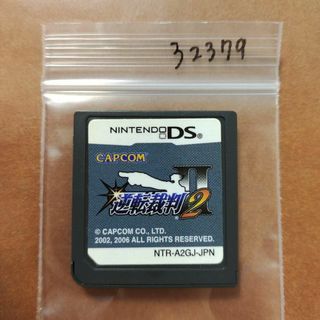 32379
NINTENDO DS
CAPCOM
逆転裁判2
© CAPCOM CO., LTD.
2002, 2006 ALL RIGHTS RESERVED.
NTR-A2GJ-JPN